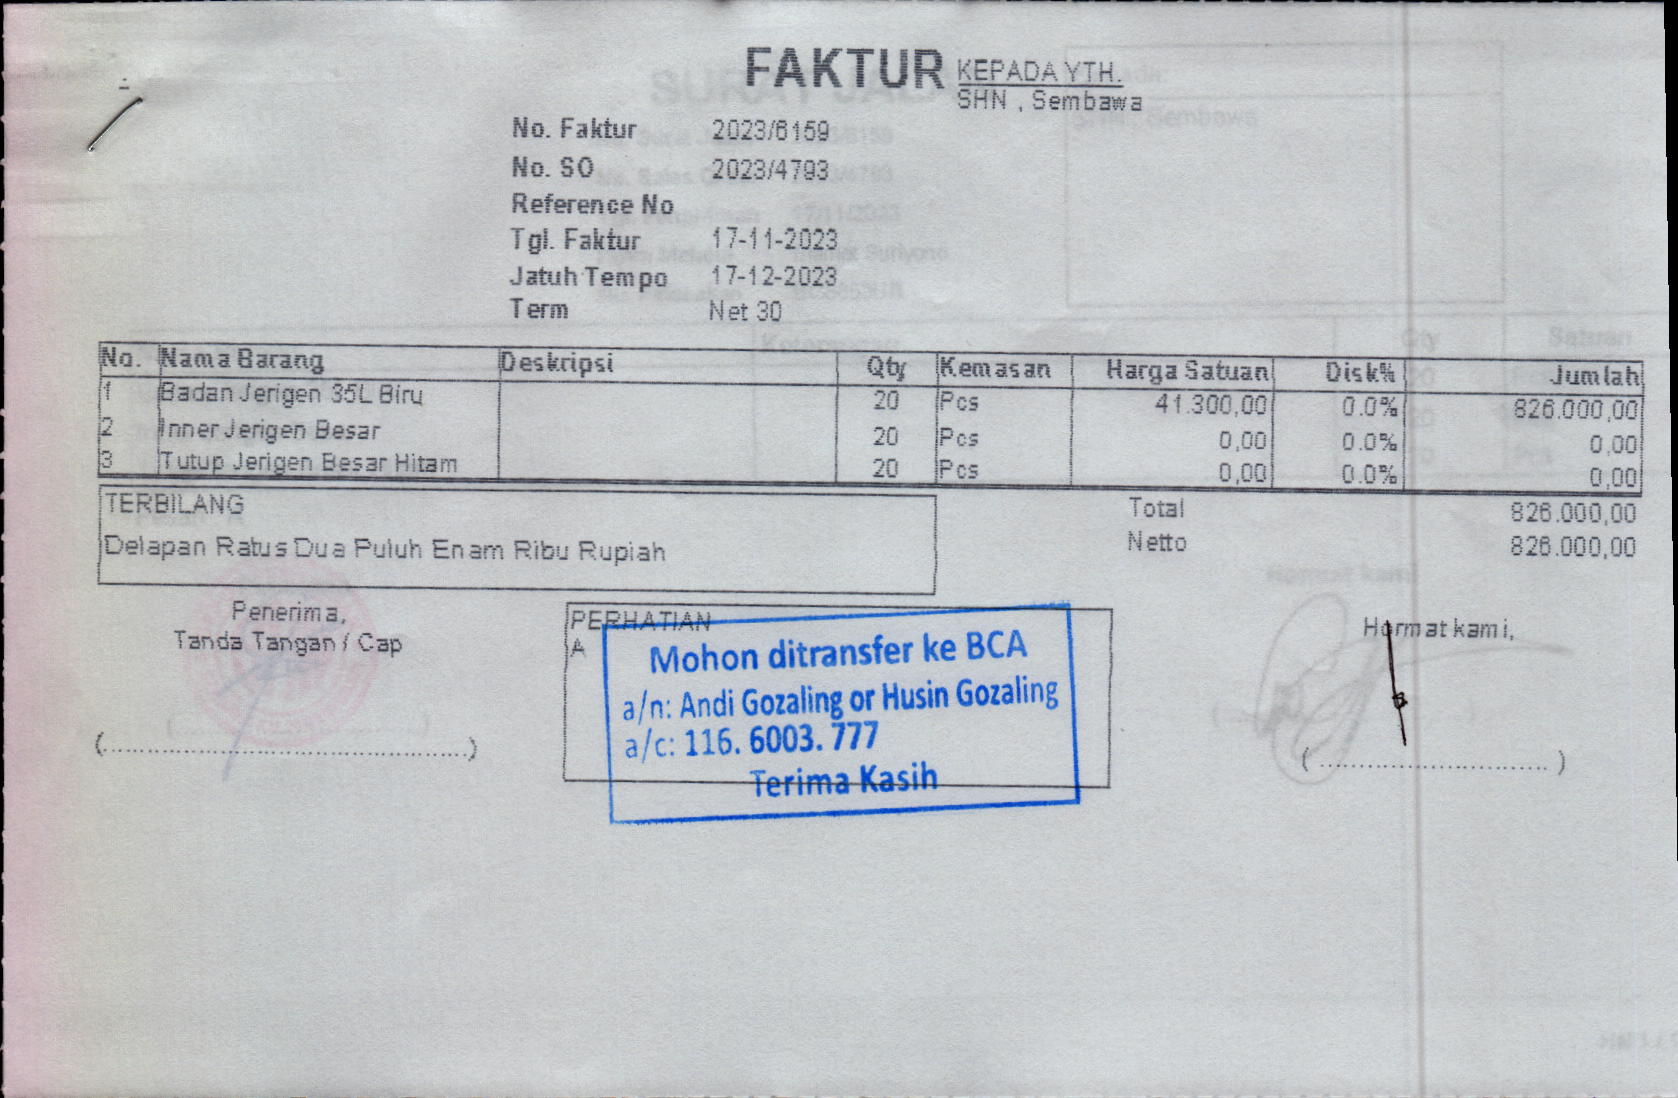 FAKTUR
KEPADA YTH.
SHN , Sembawa
No. Faktur 2023/6159
No. SO 2023/4793
Reference No
Tgl. Faktur 17-11-2023
Jatuh Tempo 17-12-2023
Term Net 30
No. Nama Barang Deskripsi Qty Kemasan Harga Satuan Disk% Jumlah
1 Badan Jerigen 35L Biru 20 Pcs 41.300,00 0.0% 826.000,00
2 Inner Jerigen Besar 20 Pcs 0,00 0.0% 0,00
3 Tutup Jerigen Besar Hitam 20 Pcs 0,00 0.0% 0,00
TERBILANG
Delapan Ratus Dua Puluh Enam Ribu Rupiah
Total 826.000,00
Netto 826.000,00
Penerima,
Tanda Tangan / Cap
(..........................................)
PERHATIAN
A
Mohon ditransfer ke BCA
a/n: Andi Gozaling or Husin Gozaling
a/c: 116. 6003. 777
Terima Kasih
Hormat kami,
( ............................ )